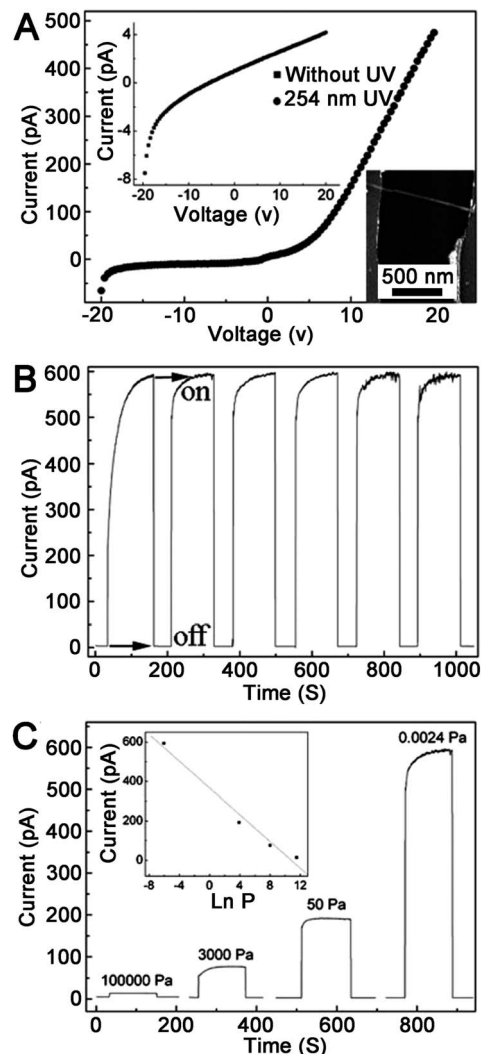 A
500
400
300
200
100
0
Current (pA)
-20
-10
0
10
20
Voltage (v)
4
0
-4
-8
Current (pA)
-20
-10
0
10
20
Voltage (v)
Without UV
254 nm UV
500 nm
B
600
500
400
300
200
100
0
Current (pA)
on
off
0
200
400
600
800
1000
Time (S)
C
600
500
400
300
200
100
0
Current (pA)
600
400
200
0
Current (pA)
-8
-4
0
4
8
12
Ln P
100000 Pa
3000 Pa
50 Pa
0.0024 Pa
0
200
400
600
800
Time (S)